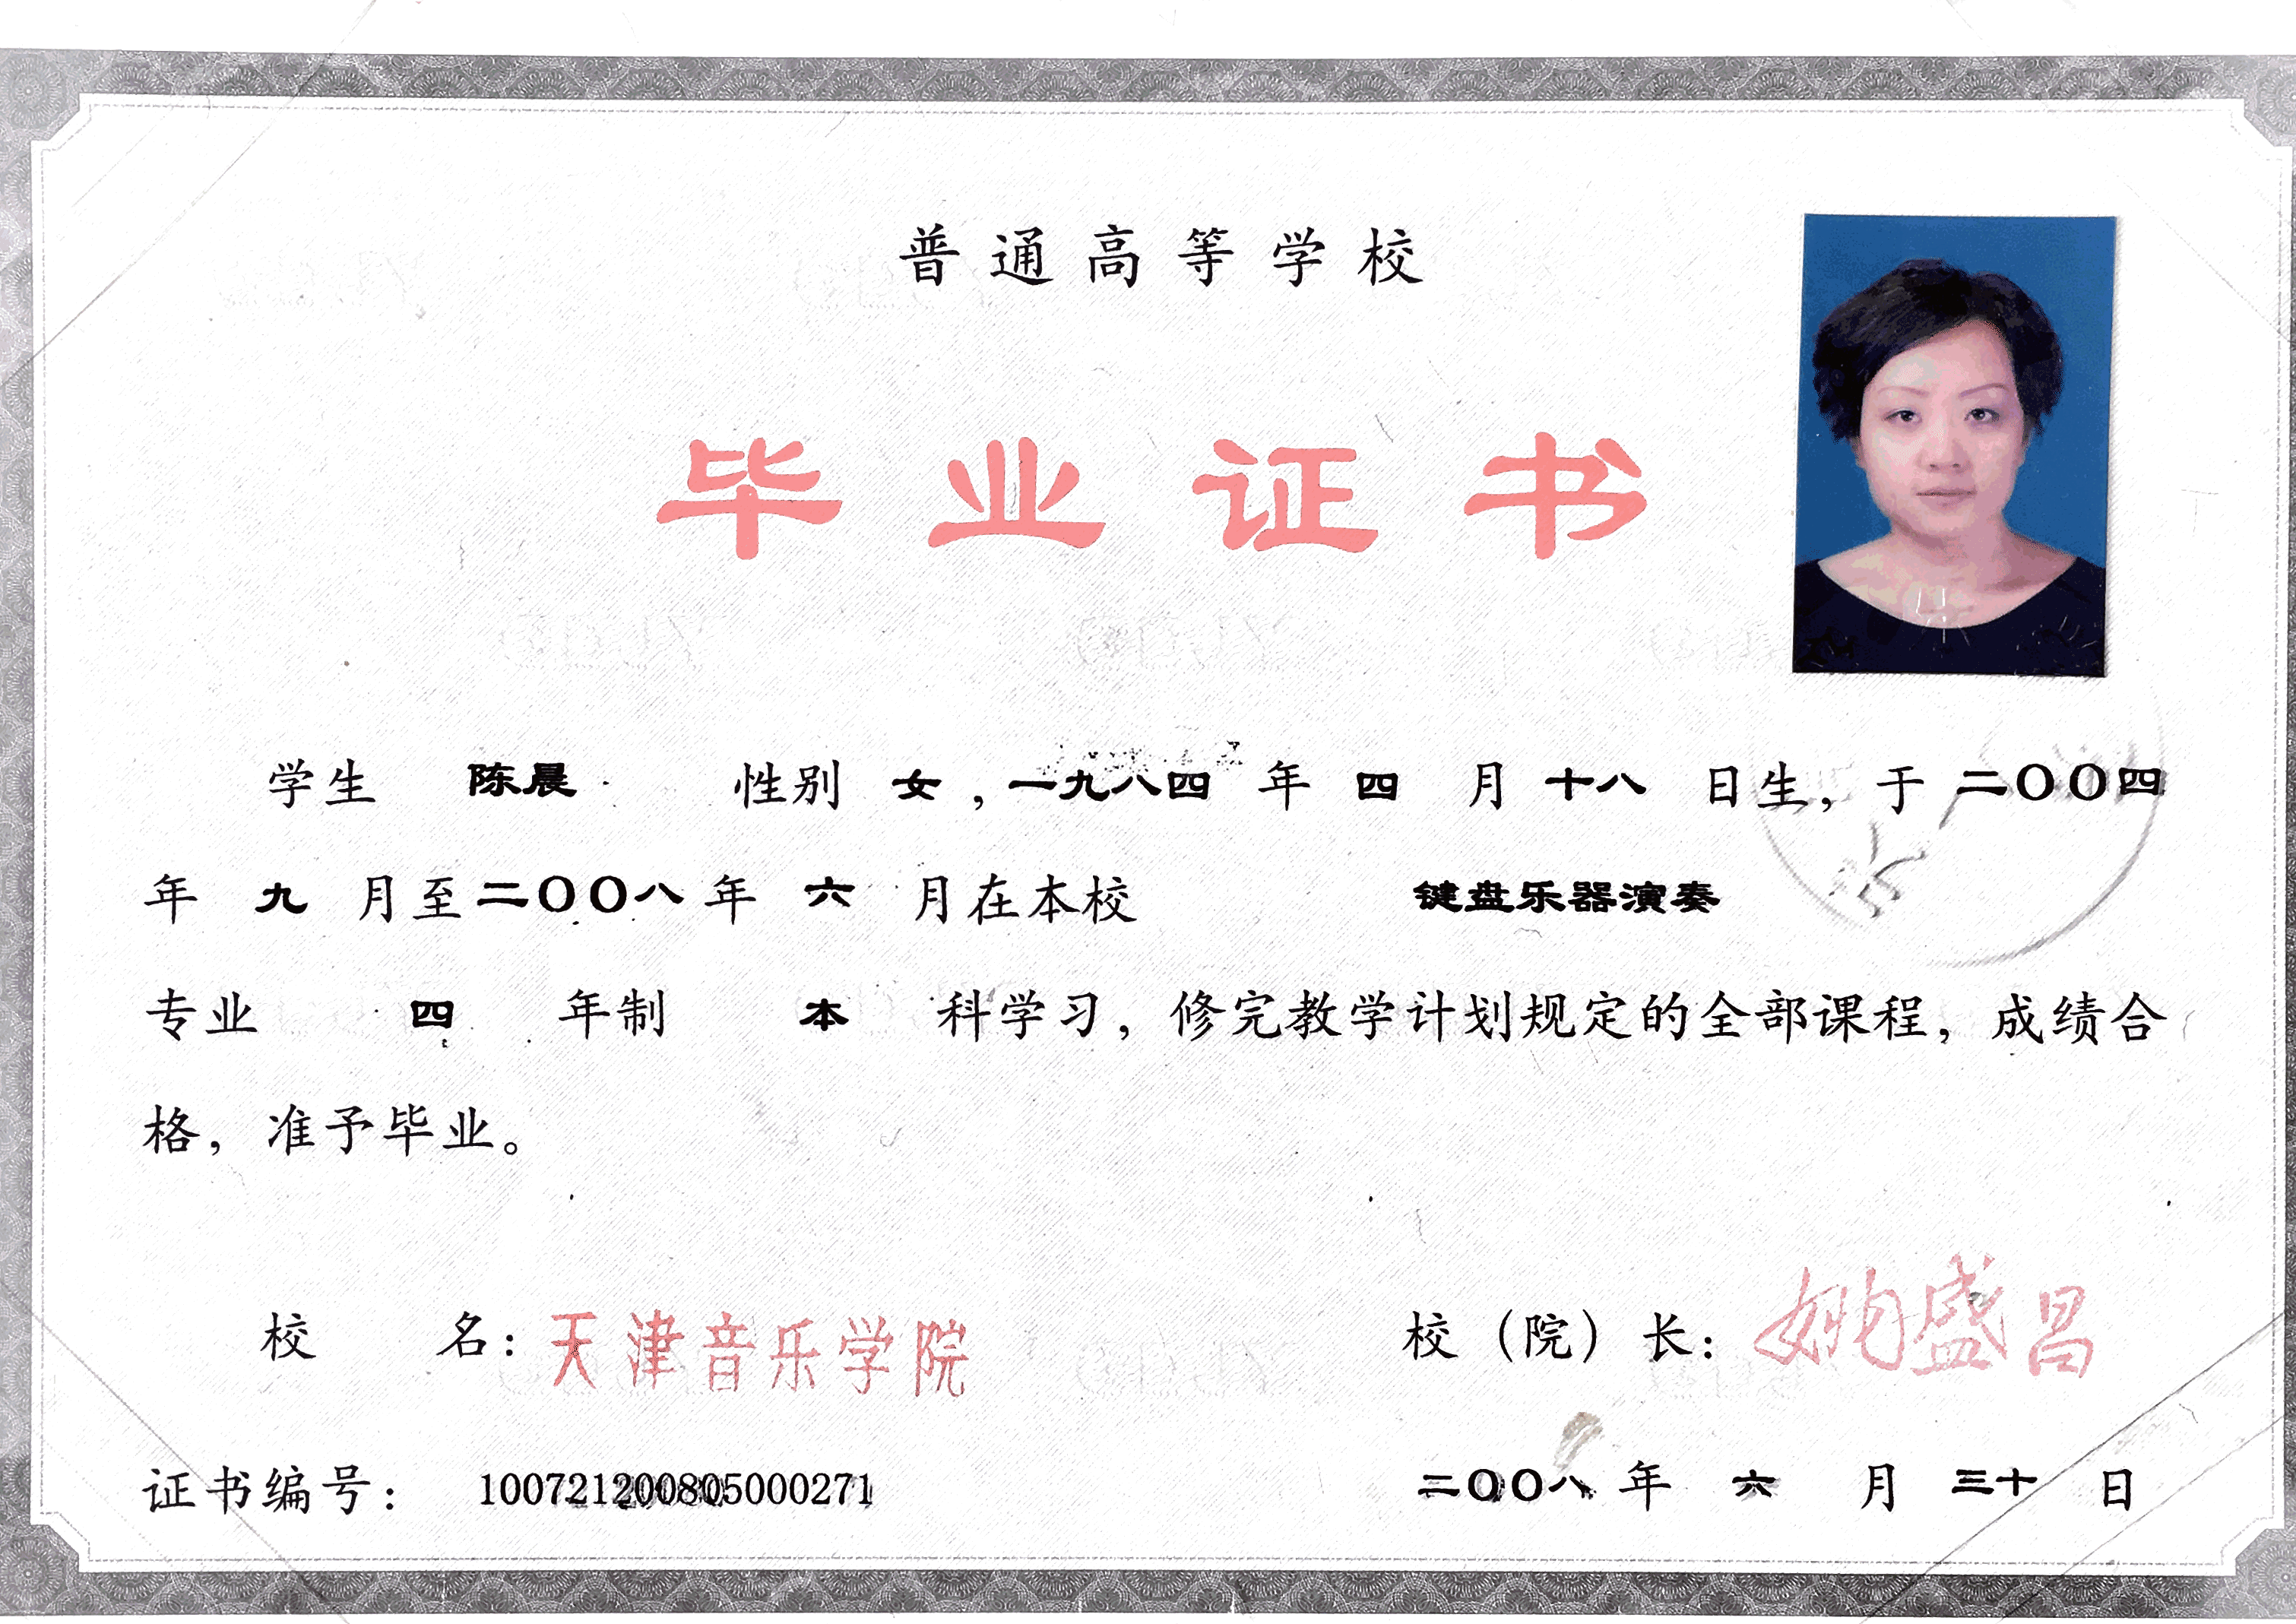 普通高等学校
毕业证书
学生 陈晨 性别 女，一九八四 年 四 月 十八 日生，于 二〇〇四
年 九 月至二〇〇八年 六 月在本校 键盘乐器演奏
专业 四 年制 本 科学习，修完教学计划规定的全部课程，成绩合
格，准予毕业。
校 名：天津音乐学院 校（院）长：姚盛昌
证书编号： 100721200805000271 二〇〇八 年 六 月 三十 日